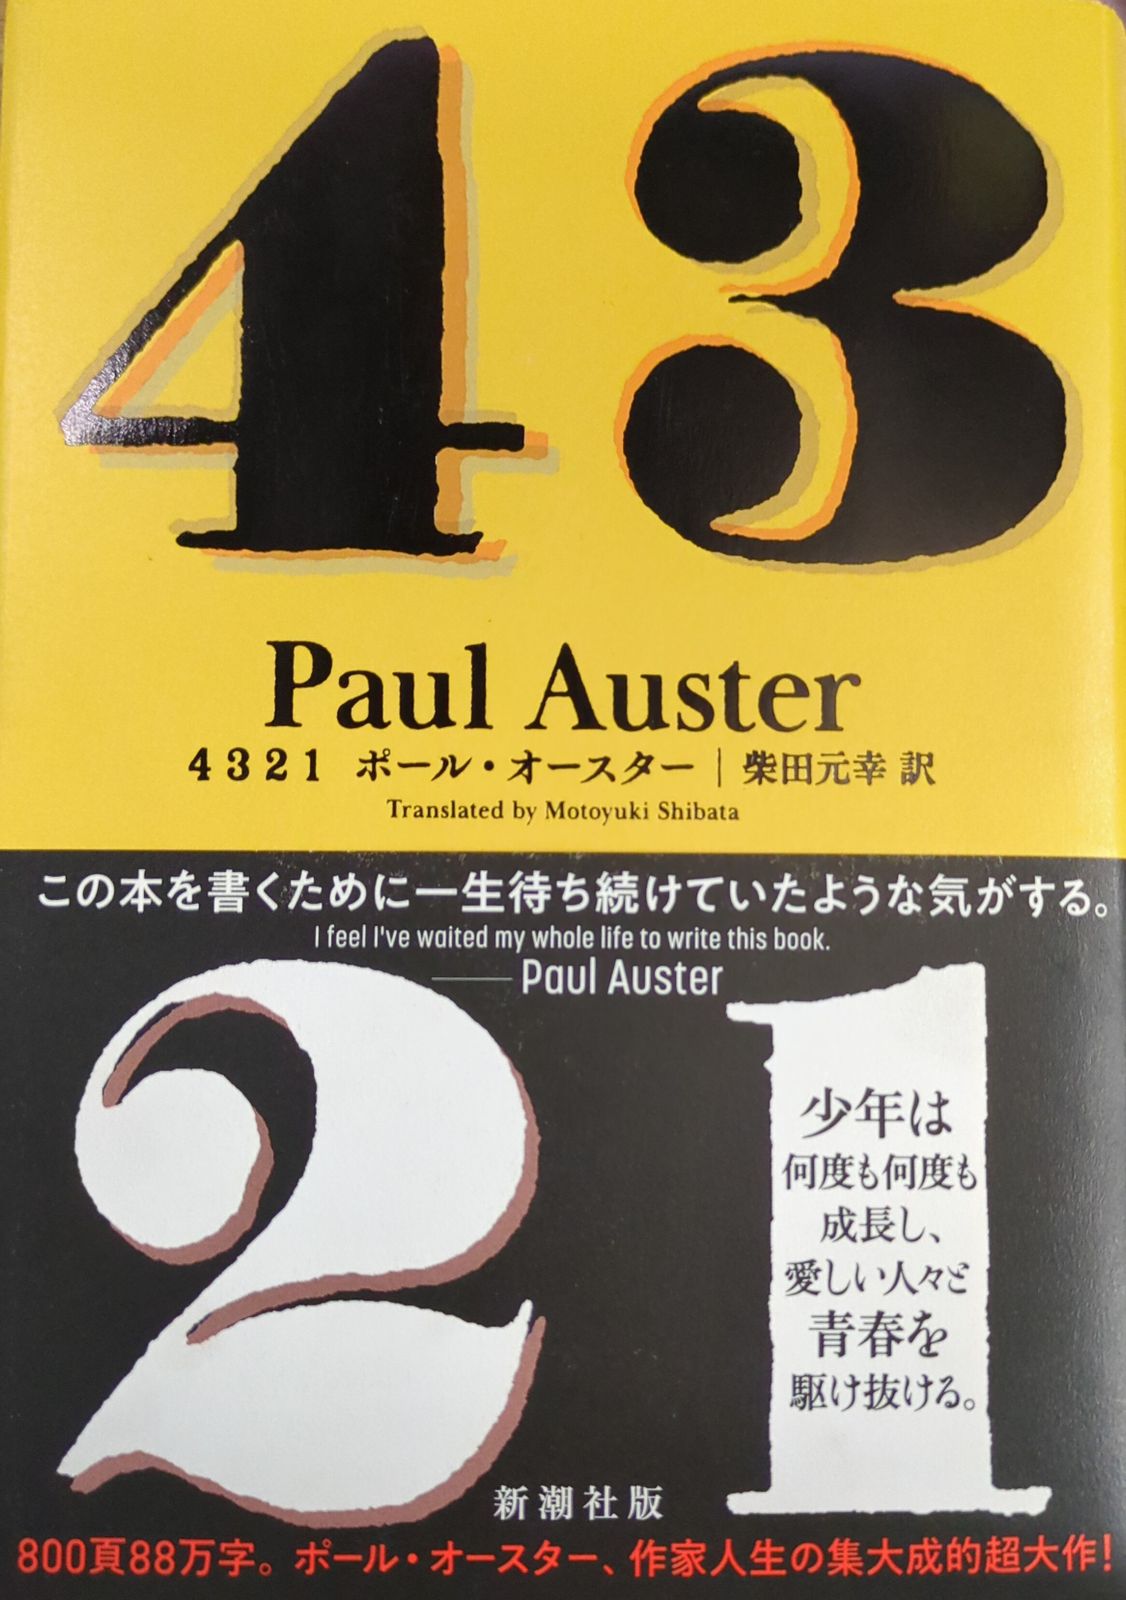 4 3
Paul Auster
4321 ポール・オースター｜柴田元幸 訳
Translated by Motoyuki Shibata
この本を書くために一生待ち続けていたような気がする。
I feel I've waited my whole life to write this book.
——Paul Auster
2 1
少年は
何度も何度も
成長し、
愛しい人々と
青春を
駆け抜ける。
新潮社版
800頁88万字。ポール・オースター、作家人生の集大成的超大作！